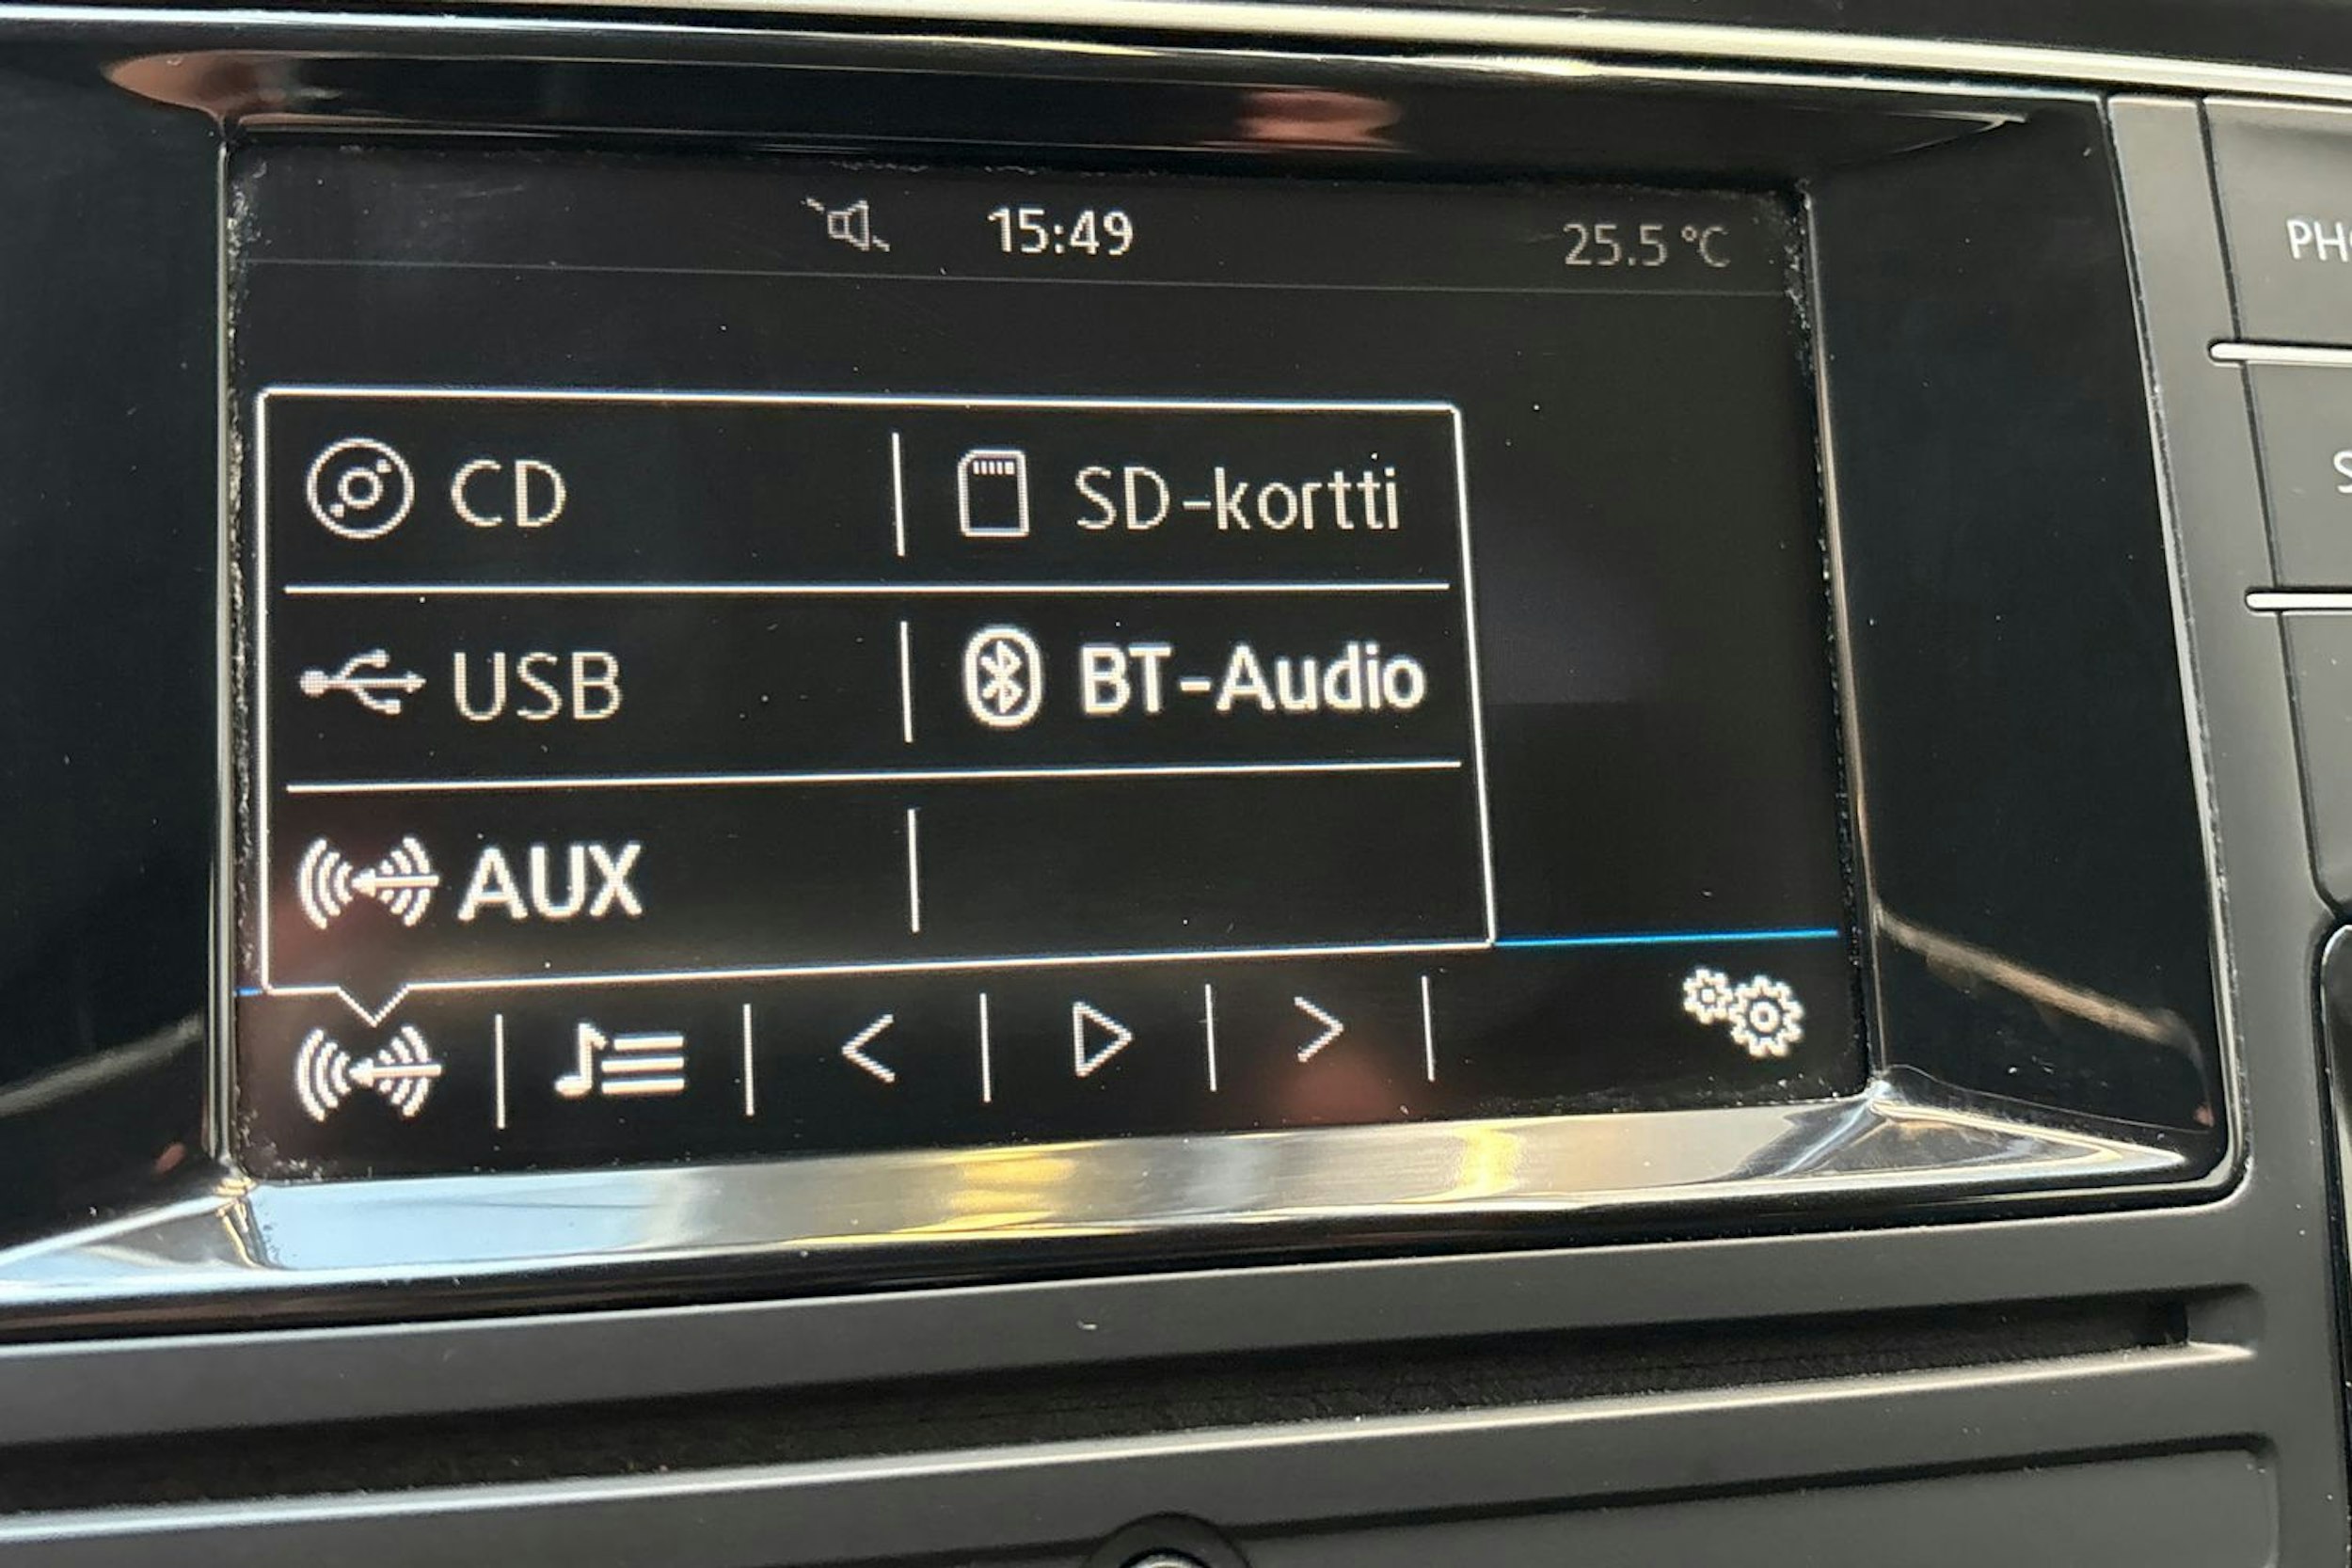 15:49 25.5 °C
CD SD-kortti
USB BT-Audio
AUX